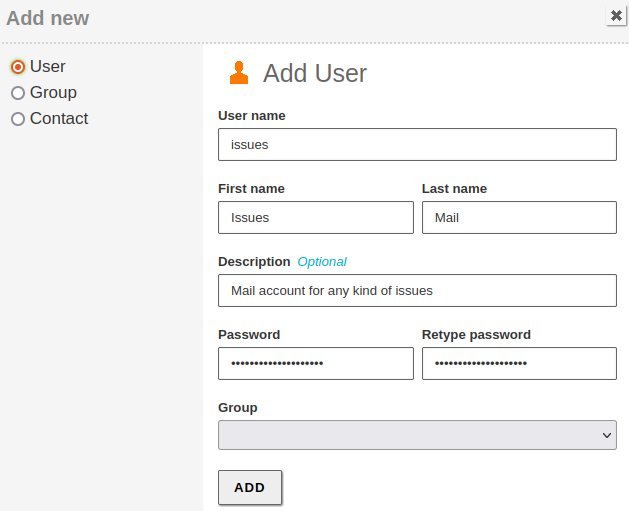 Add new
User
Group
Contact
Add User
User name
issues
First name Last name
Issues Mail
Description Optional
Mail account for any kind of issues
Password Retype password
•••••••••••••••••••• ••••••••••••••••••••
Group
ADD